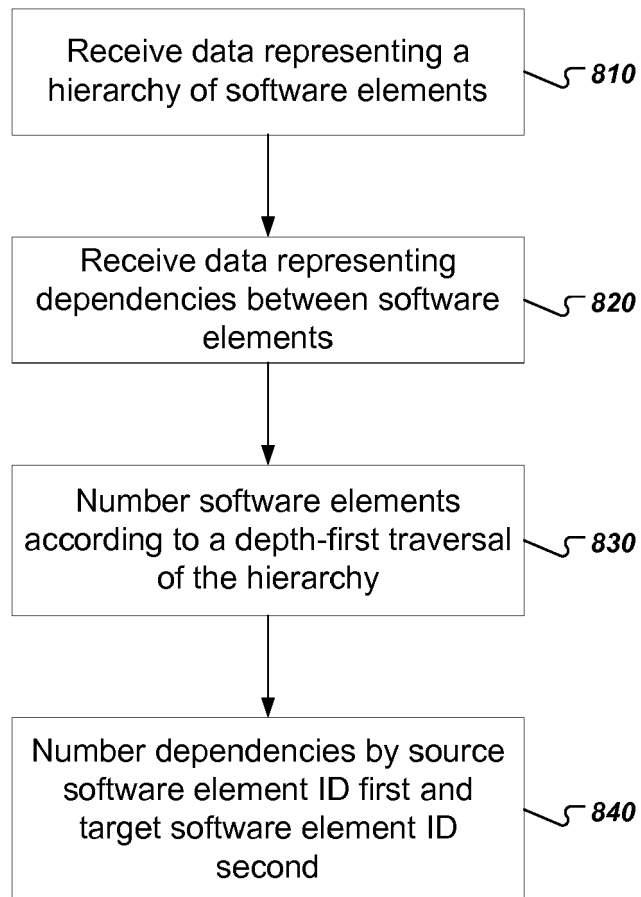 Receive data representing a
hierarchy of software elements
810
Receive data representing
dependencies between software
elements
820
Number software elements
according to a depth-first traversal
of the hierarchy
830
Number dependencies by source
software element ID first and
target software element ID
second
840